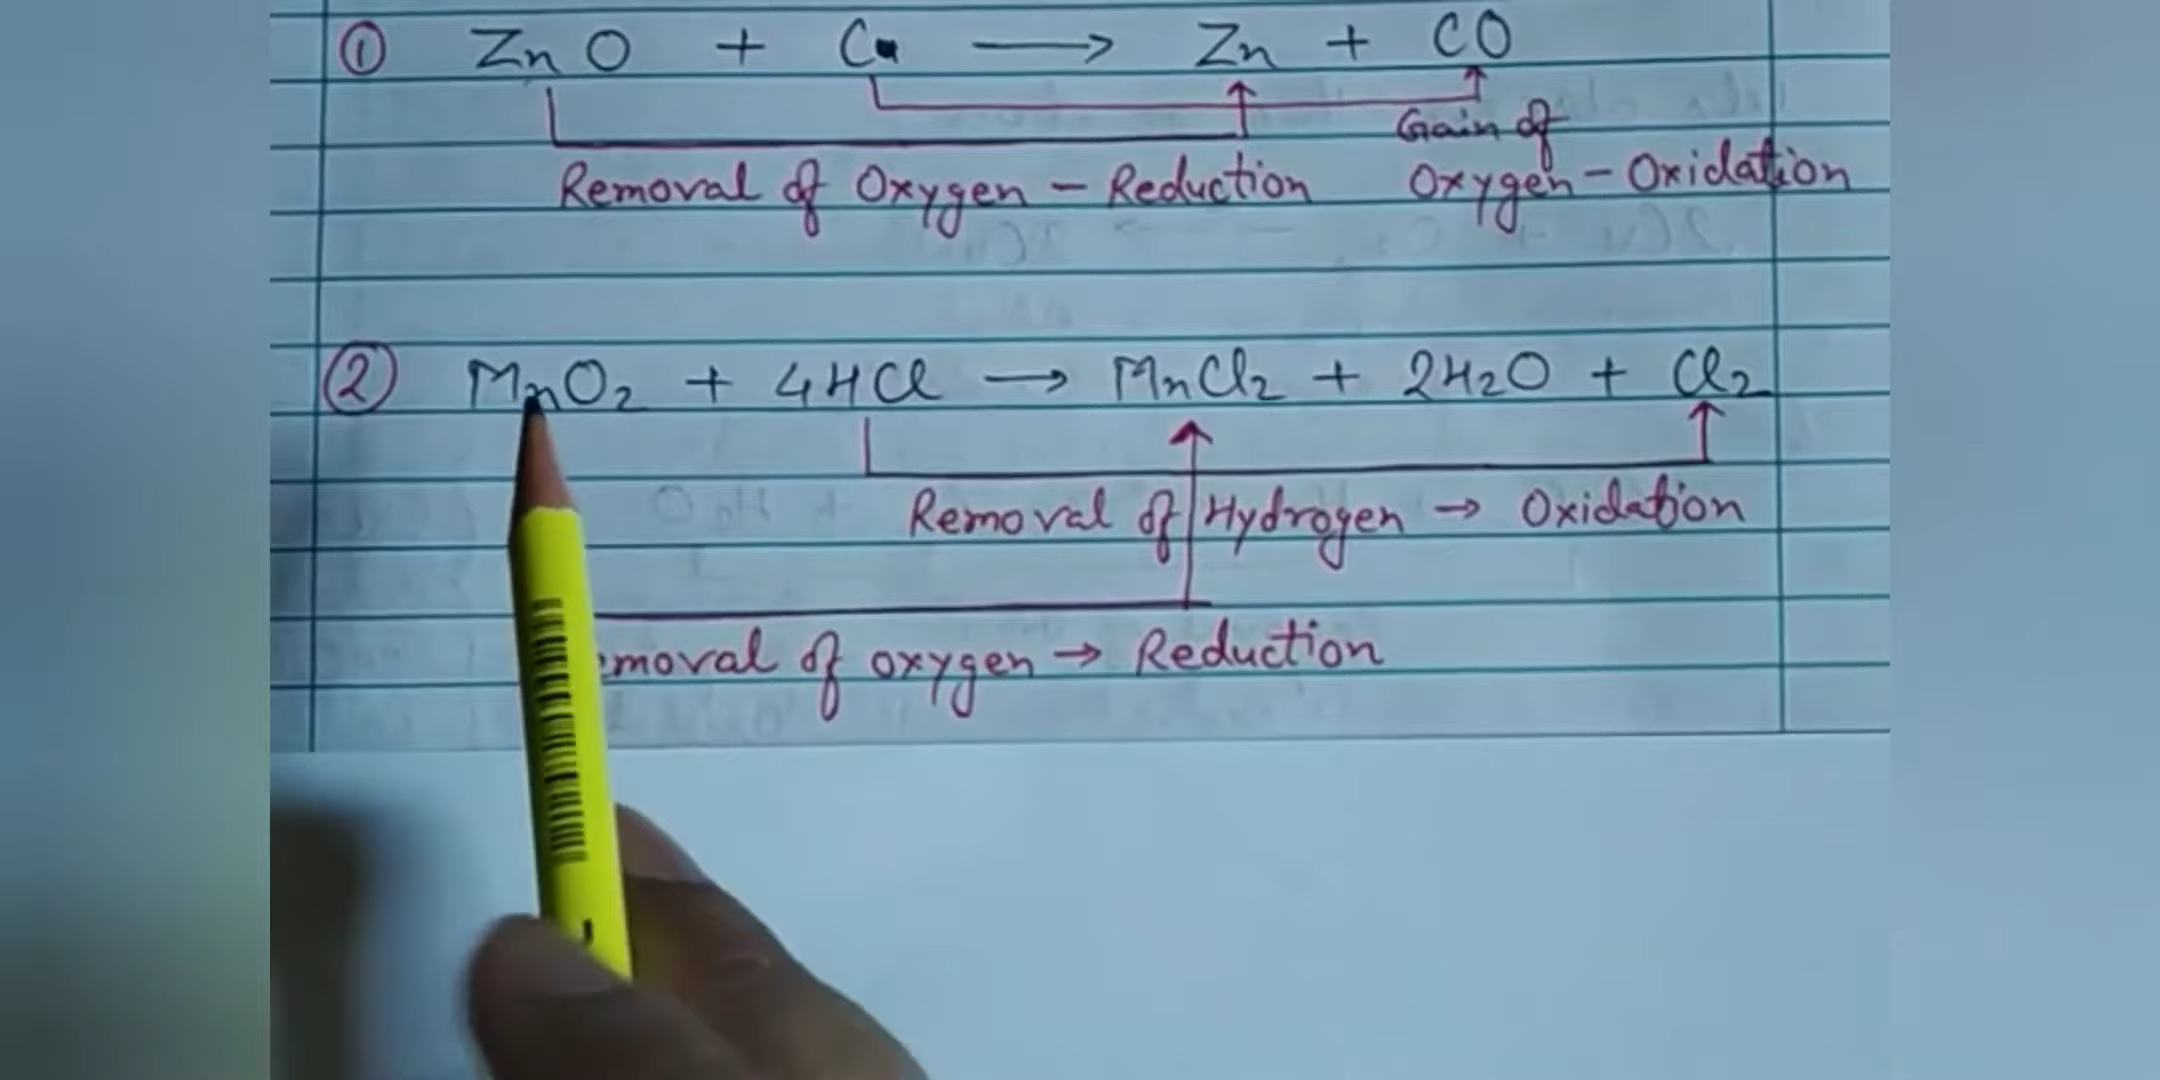 ① ZnO + C → Zn + CO
Gain of
Removal of Oxygen - Reduction Oxygen - Oxidation
② MnO₂ + 4HCl → MnCl₂ + 2H₂O + Cl₂
Removal of Hydrogen → Oxidation
moval of oxygen → Reduction